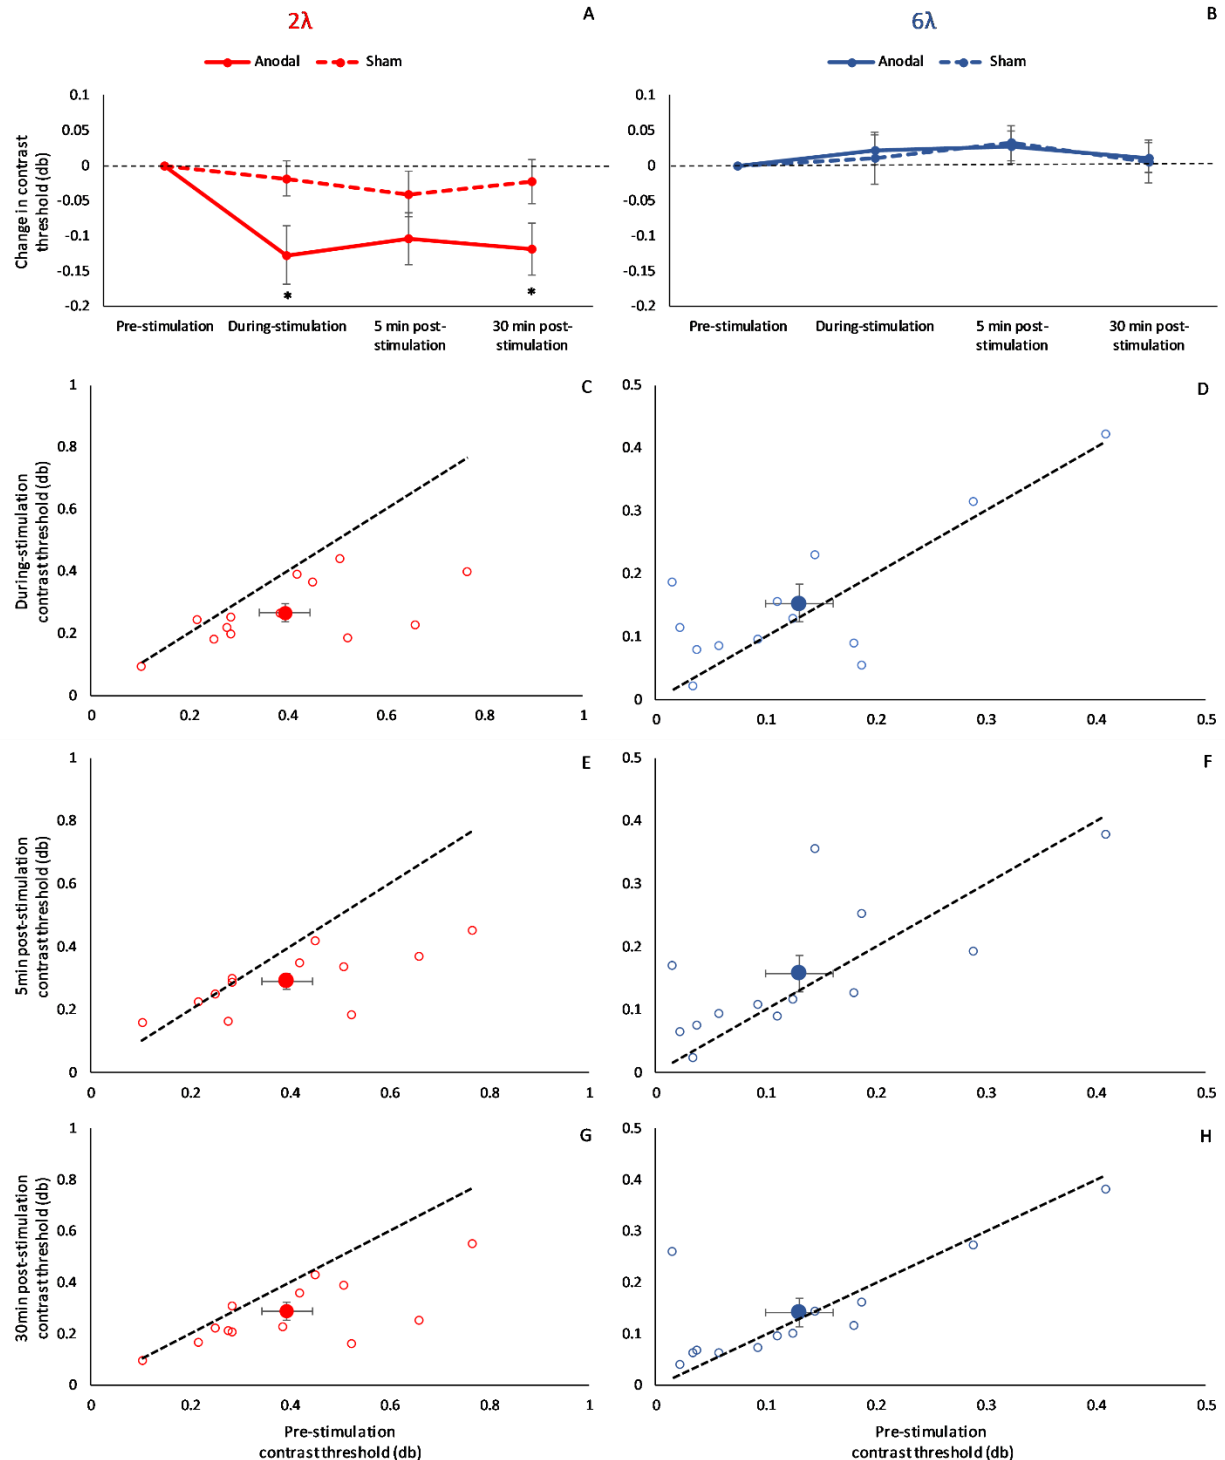 2λ
A
Anodal
Sham
0.1
0.05
0
-0.05
-0.1
-0.15
-0.2
Change in contrast
threshold (db)
*
*
Pre-stimulation
During-stimulation
5 min post-
stimulation
30 min post-
stimulation
6λ
B
Anodal
Sham
0.1
0.05
0
-0.05
-0.1
-0.15
-0.2
Pre-stimulation
During-stimulation
5 min post-
stimulation
30 min post-
stimulation
C
During-stimulation
contrast threshold (db)
1
0.8
0.6
0.4
0.2
0
0
0.2
0.4
0.6
0.8
1
D
0.5
0.4
0.3
0.2
0.1
0
0
0.1
0.2
0.3
0.4
0.5
E
5min post-stimulation
contrast threshold (db)
1
0.8
0.6
0.4
0.2
0
0
0.2
0.4
0.6
0.8
1
F
0.5
0.4
0.3
0.2
0.1
0
0
0.1
0.2
0.3
0.4
0.5
G
30min post-stimulation
contrast threshold (db)
1
0.8
0.6
0.4
0.2
0
0
0.2
0.4
0.6
0.8
1
Pre-stimulation
contrast threshold (db)
H
0.5
0.4
0.3
0.2
0.1
0
0
0.1
0.2
0.3
0.4
0.5
Pre-stimulation
contrast threshold (db)